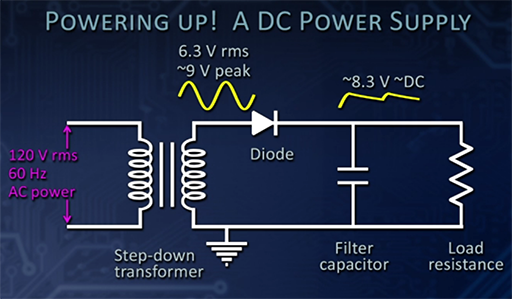 POWERING UP! A DC POWER SUPPLY
6.3 V rms
~9 V peak
~8.3 V ~DC
120 V rms
60 Hz
AC power
Diode
Step-down
transformer
Filter
capacitor
Load
resistance